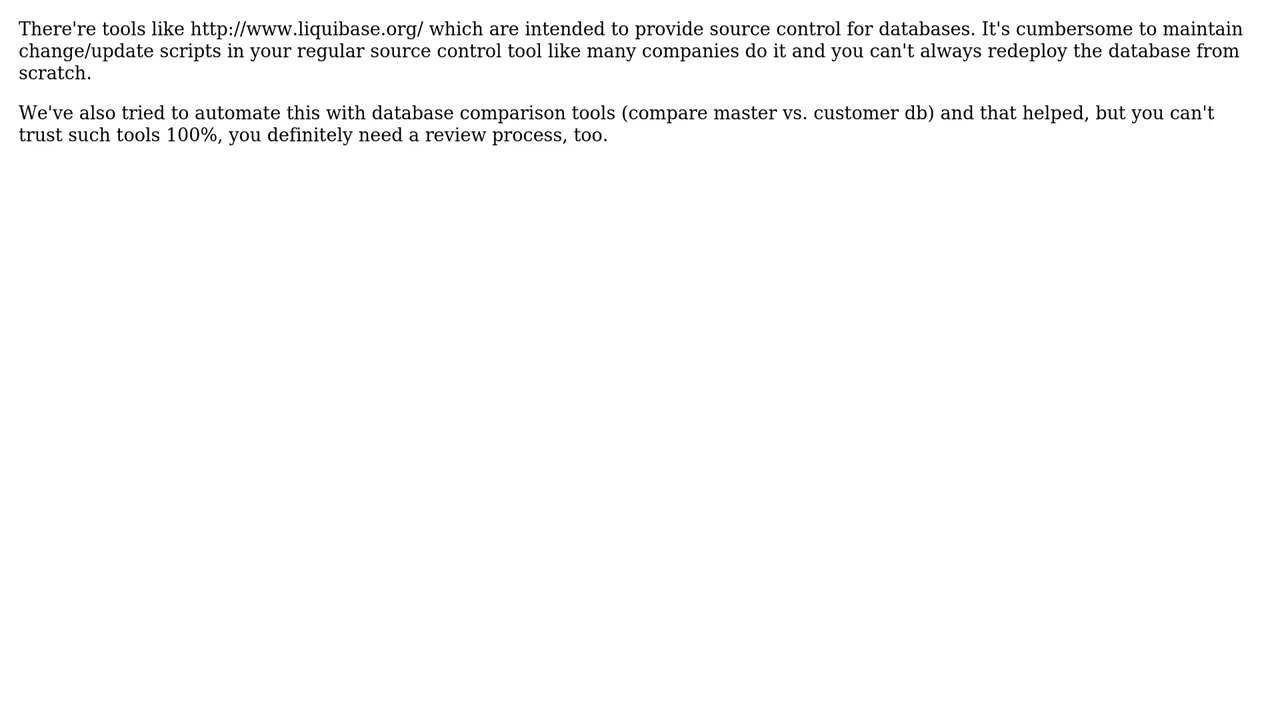 There're tools like http://www.liquibase.org/ which are intended to provide source control for databases. It's cumbersome to maintain
change/update scripts in your regular source control tool like many companies do it and you can't always redeploy the database from
scratch.
We've also tried to automate this with database comparison tools (compare master vs. customer db) and that helped, but you can't
trust such tools 100%, you definitely need a review process, too.